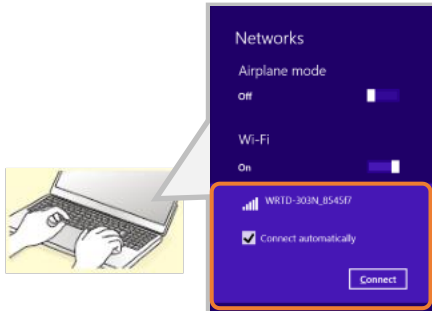 Networks
Airplane mode
Off
Wi-Fi
On
WRTD-303N_8545f7
Connect automatically
Connect